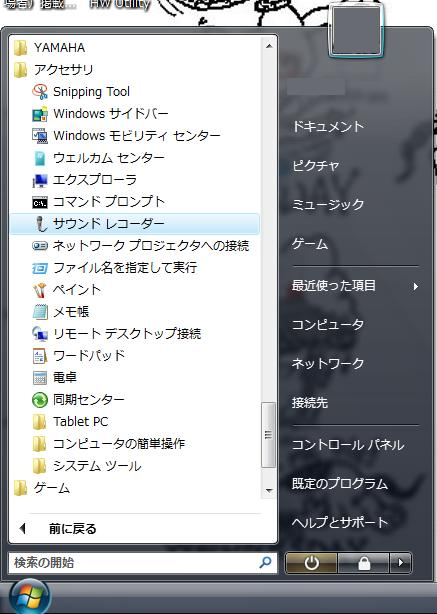 場者）搭載... HW Utility
YAMAHA
アクセサリ
Snipping Tool
Windows サイドバー
Windows モビリティ センター
ウェルカム センター
エクスプローラ
コマンド プロンプト
サウンド レコーダー
ネットワーク プロジェクタへの接続
ファイル名を指定して実行
ペイント
メモ帳
リモート デスクトップ接続
ワードパッド
電卓
同期センター
Tablet PC
コンピュータの簡単操作
システム ツール
ゲーム
前に戻る
検索の開始
ドキュメント
ピクチャ
ミュージック
ゲーム
最近使った項目
コンピュータ
ネットワーク
接続先
コントロール パネル
既定のプログラム
ヘルプとサポート